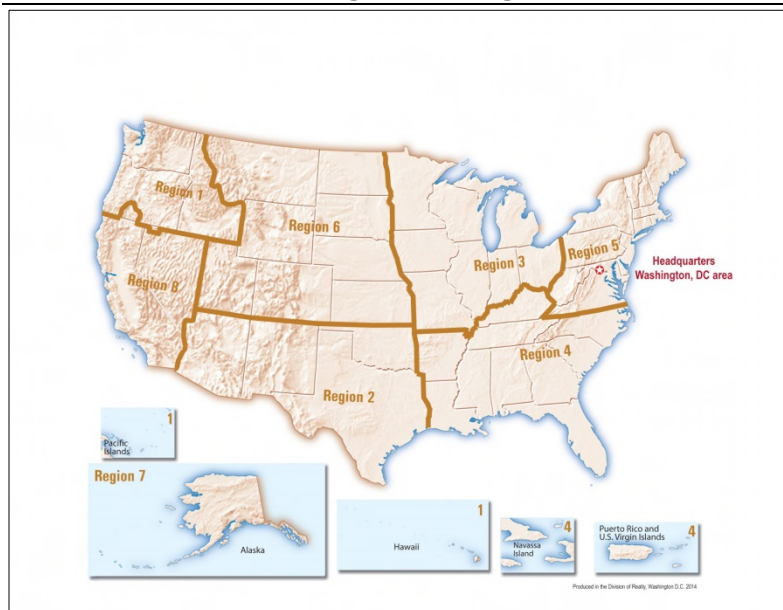 Region 1
Region 6
Region 3
Region 5
Headquarters
Washington, DC area
Region 8
Region 4
Region 2
1
Pacific
Islands
Region 7
Alaska
1
Hawaii
4
Navassa
Island
Puerto Rico and
U.S. Virgin Islands
4
Produced in the Division of Realty, Washington D.C. 2014